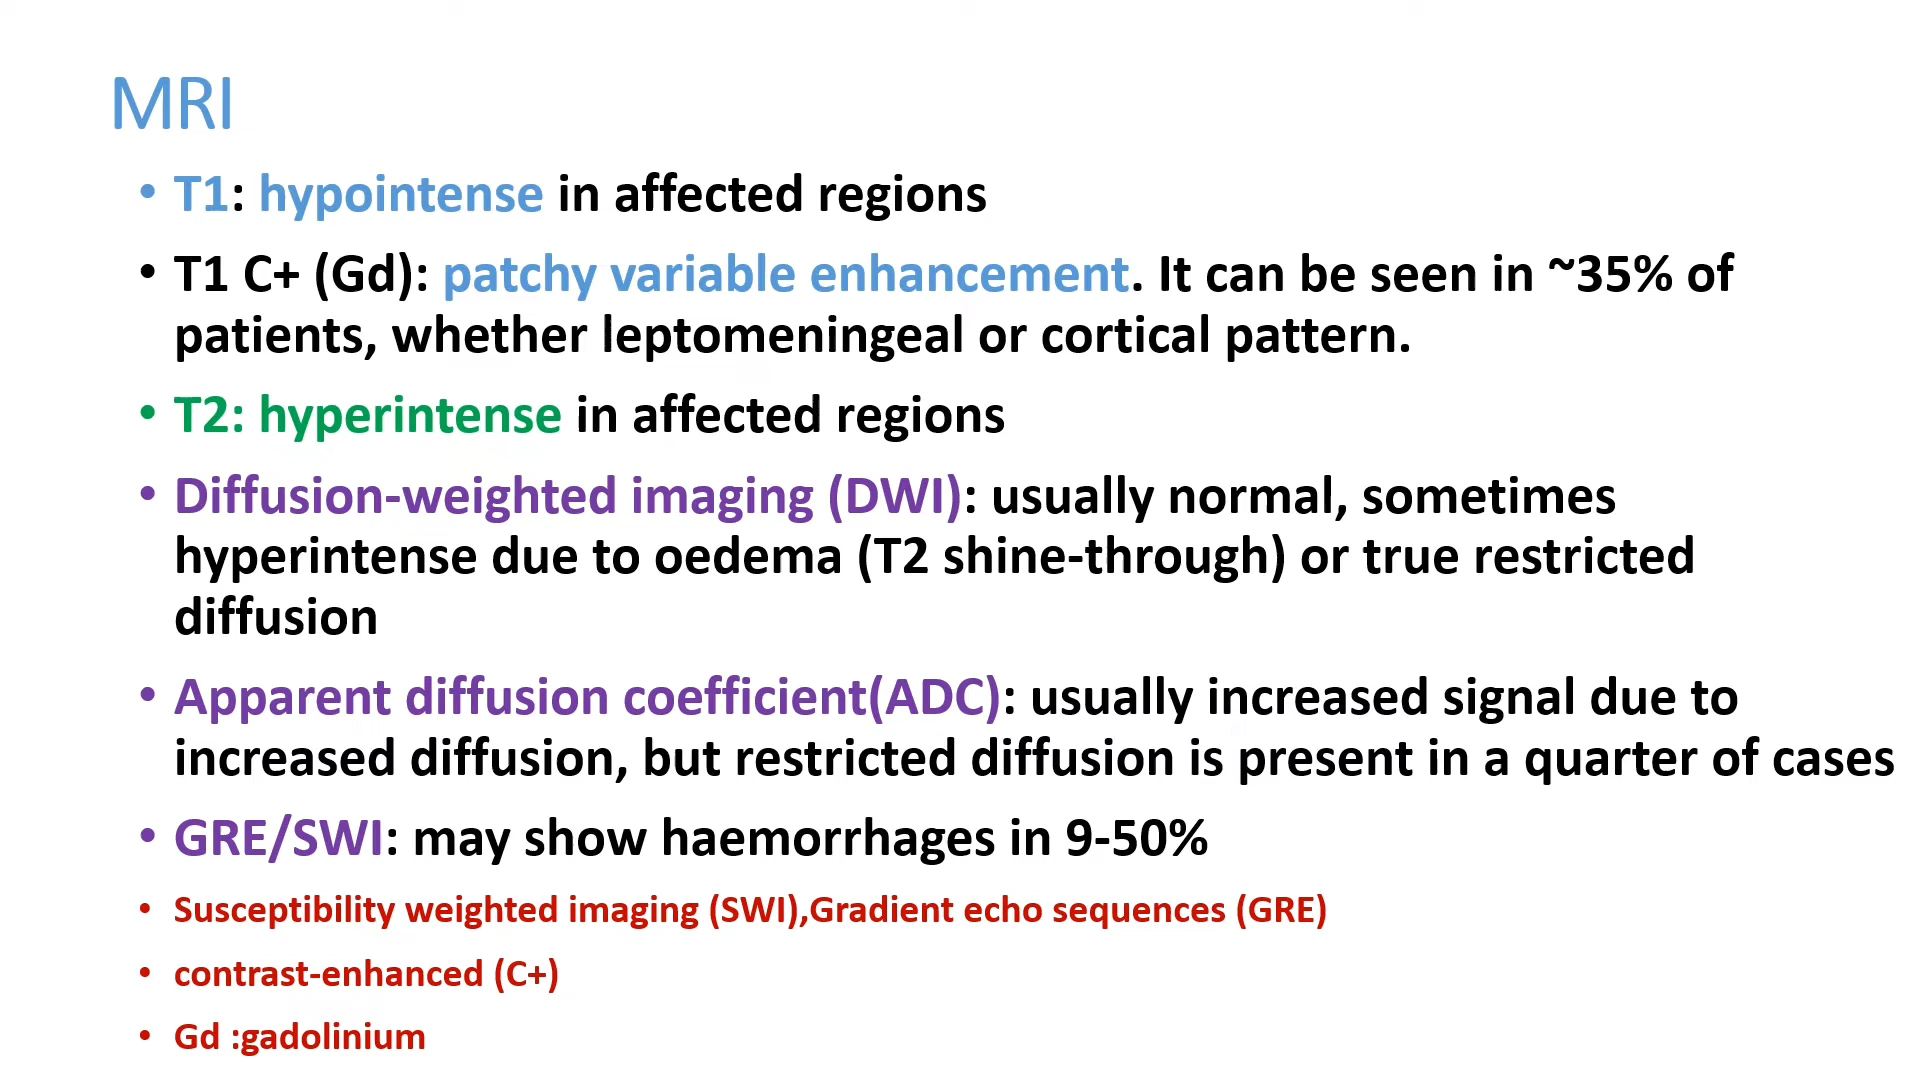 MRI
• T1: hypointense in affected regions
• T1 C+ (Gd): patchy variable enhancement. It can be seen in ~35% of
patients, whether leptomeningeal or cortical pattern.
• T2: hyperintense in affected regions
• Diffusion-weighted imaging (DWI): usually normal, sometimes
hyperintense due to oedema (T2 shine-through) or true restricted
diffusion
• Apparent diffusion coefficient(ADC): usually increased signal due to
increased diffusion, but restricted diffusion is present in a quarter of cases
• GRE/SWI: may show haemorrhages in 9-50%
• Susceptibility weighted imaging (SWI),Gradient echo sequences (GRE)
• contrast-enhanced (C+)
• Gd :gadolinium